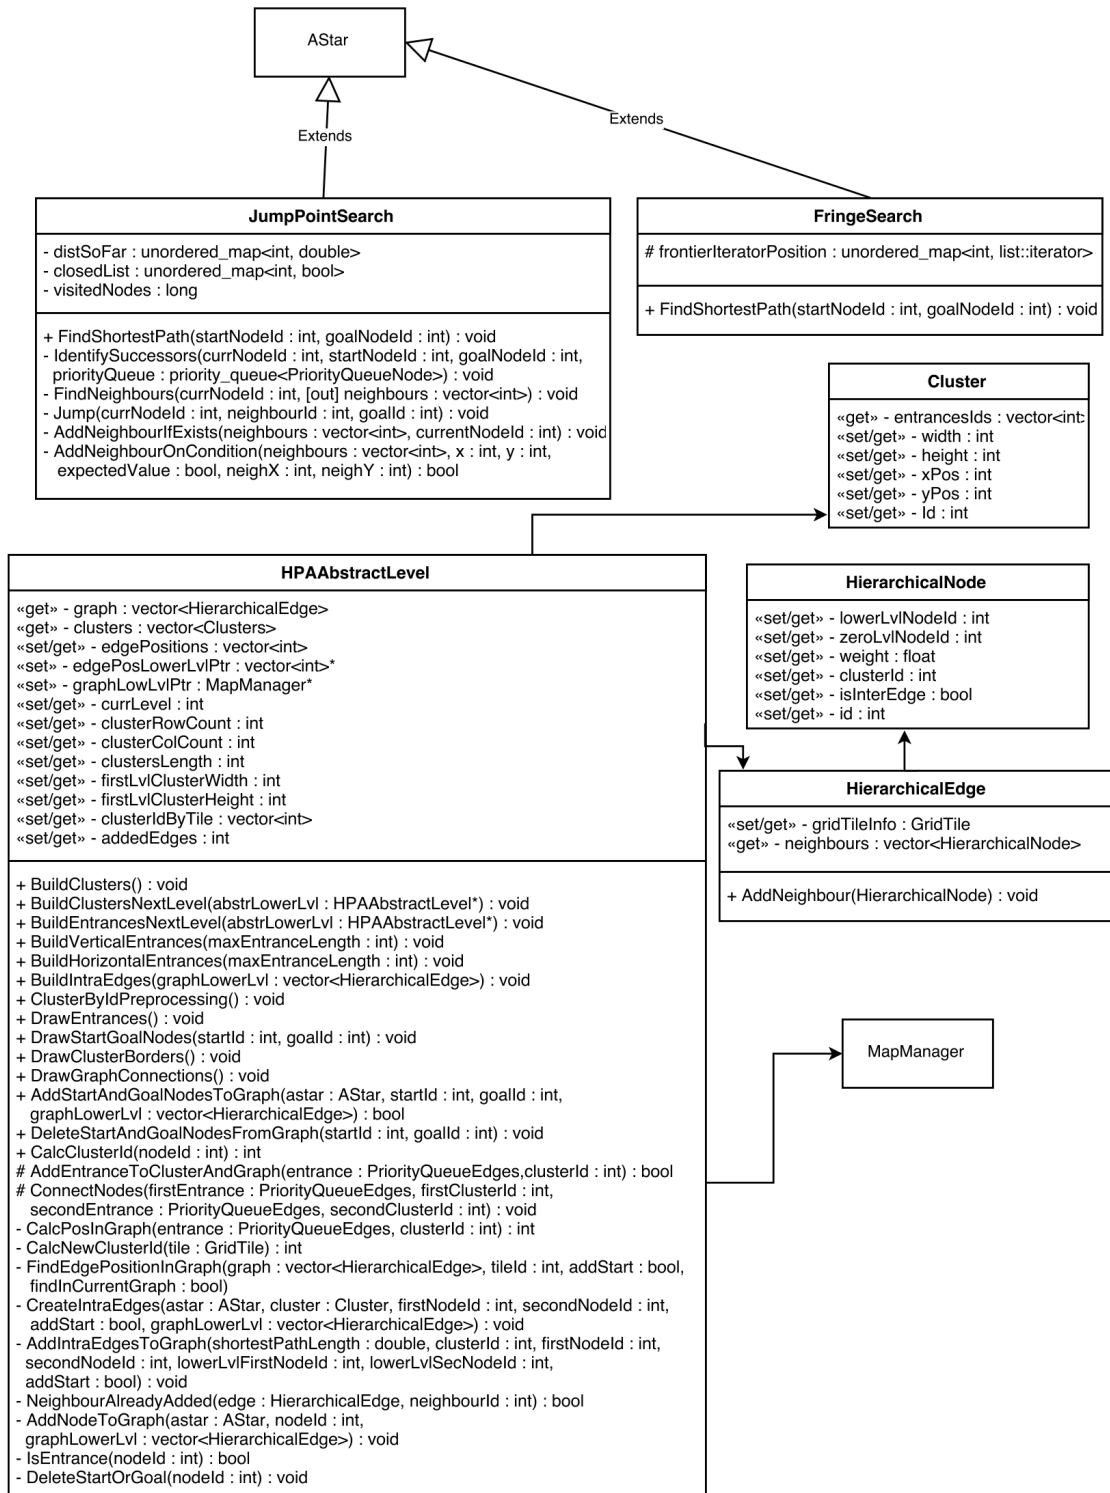 AStar
Extends
Extends
JumpPointSearch
- distSoFar : unordered_map<int, double>
- closedList : unordered_map<int, bool>
- visitedNodes : long
+ FindShortestPath(startNodeId : int, goalNodeId : int) : void
- IdentifySuccessors(currNodeId : int, startNodeId : int, goalNodeId : int,
priorityQueue : priority_queue<PriorityQueueNode>) : void
- FindNeighbours(currNodeId : int, [out] neighbours : vector<int>) : void
- Jump(currNodeId : int, neighbourId : int, goalId : int) : void
- AddNeighbourIfExists(neighbours : vector<int>, currentNodeId : int) : void
- AddNeighbourOnCondition(neighbours : vector<int>, x : int, y : int,
expectedValue : bool, neighX : int, neighY : int) : bool
FringeSearch
# frontierIteratorPosition : unordered_map<int, list::iterator>
+ FindShortestPath(startNodeId : int, goalNodeId : int) : void
Cluster
«get» - entrancesIds : vector<int>
«set/get» - width : int
«set/get» - height : int
«set/get» - xPos : int
«set/get» - yPos : int
«set/get» - Id : int
HPAAbstractLevel
«get» - graph : vector<HierarchicalEdge>
«get» - clusters : vector<Clusters>
«set/get» - edgePositions : vector<int>
«set» - edgePosLowerLvlPtr : vector<int>*
«set» - graphLowLvlPtr : MapManager*
«set/get» - currLevel : int
«set/get» - clusterRowCount : int
«set/get» - clusterColCount : int
«set/get» - clustersLength : int
«set/get» - firstLvlClusterWidth : int
«set/get» - firstLvlClusterHeight : int
«set/get» - clusterIdByTile : vector<int>
«set/get» - addedEdges : int
+ BuildClusters() : void
+ BuildClustersNextLevel(abstrLowerLvl : HPAAbstractLevel*) : void
+ BuildEntrancesNextLevel(abstrLowerLvl : HPAAbstractLevel*) : void
+ BuildVerticalEntrances(maxEntranceLength : int) : void
+ BuildHorizontalEntrances(maxEntranceLength : int) : void
+ BuildIntraEdges(graphLowerLvl : vector<HierarchicalEdge>) : void
+ ClusterByIdPreprocessing() : void
+ DrawEntrances() : void
+ DrawStartGoalNodes(startId : int, goalId : int) : void
+ DrawClusterBorders() : void
+ DrawGraphConnections() : void
+ AddStartAndGoalNodesToGraph(astar : AStar, startId : int, goalId : int,
graphLowerLvl : vector<HierarchicalEdge>) : bool
+ DeleteStartAndGoalNodesFromGraph(startId : int, goalId : int) : void
+ CalcClusterId(nodeId : int) : int
# AddEntranceToClusterAndGraph(entrance : PriorityQueueEdges,clusterId : int) : bool
# ConnectNodes(firstEntrance : PriorityQueueEdges, firstClusterId : int,
secondEntrance : PriorityQueueEdges, secondClusterId : int) : void
- CalcPosInGraph(entrance : PriorityQueueEdges, clusterId : int) : int
- CalcNewClusterId(tile : GridTile) : int
- FindEdgePositionInGraph(graph : vector<HierarchicalEdge>, tileId : int, addStart : bool,
findInCurrentGraph : bool)
- CreateIntraEdges(astar : AStar, cluster : Cluster, firstNodeId : int, secondNodeId : int,
addStart : bool, graphLowerLvl : vector<HierarchicalEdge>) : void
- AddIntraEdgesToGraph(shortestPathLength : double, clusterId : int, firstNodeId : int,
secondNodeId : int, lowerLvlFirstNodeId : int, lowerLvlSecNodeId : int,
addStart : bool) : void
- NeighbourAlreadyAdded(edge : HierarchicalEdge, neighbourId : int) : bool
- AddNodeToGraph(astar : AStar, nodeId : int,
graphLowerLvl : vector<HierarchicalEdge>) : void
- IsEntrance(nodeId : int) : bool
- DeleteStartOrGoal(nodeId : int) : void
HierarchicalNode
«set/get» - lowerLvlNodeId : int
«set/get» - zeroLvlNodeId : int
«set/get» - weight : float
«set/get» - clusterId : int
«set/get» - isInterEdge : bool
«set/get» - id : int
HierarchicalEdge
«set/get» - gridTileInfo : GridTile
«get» - neighbours : vector<HierarchicalNode>
+ AddNeighbour(HierarchicalNode) : void
MapManager